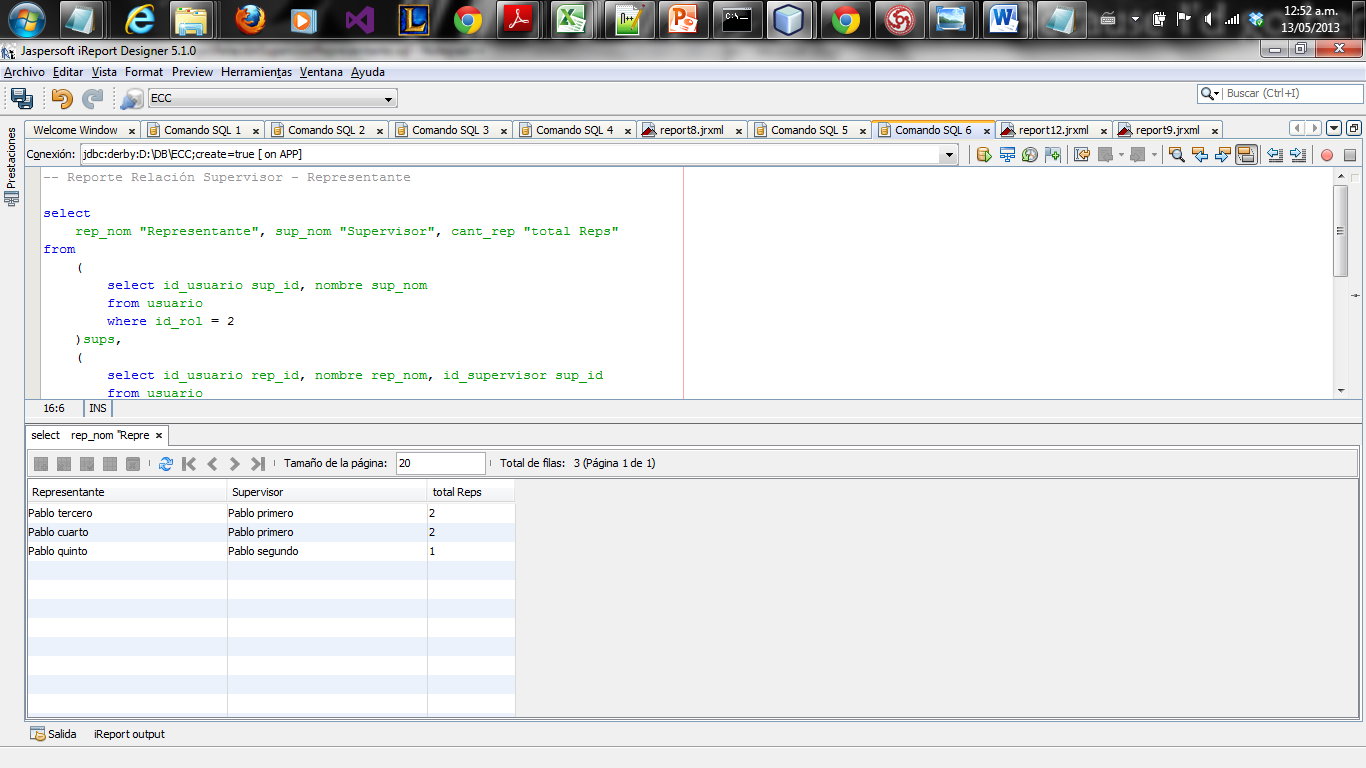 12:52 a.m.
13/05/2013
Jaspersoft iReport Designer 5.1.0
Archivo Editar Vista Format Preview Herramientas Ventana Ayuda
ECC
Buscar (Ctrl+I)
Welcome Window Comando SQL 1 Comando SQL 2 Comando SQL 3 Comando SQL 4 report8.jrxml Comando SQL 5 Comando SQL 6 report12.jrxml report9.jrxml
Prestaciones
Conexión: jdbc:derby:D:\DB\ECC;create=true [ on APP]
-- Reporte Relación Supervisor - Representante
select
rep_nom "Representante", sup_nom "Supervisor", cant_rep "total Reps"
from
(
select id_usuario sup_id, nombre sup_nom
from usuario
where id_rol = 2
)sups,
(
select id_usuario rep_id, nombre rep_nom, id_supervisor sup_id
from usuario
16:6 INS
select rep_nom "Repre
Tamaño de la página: 20 Total de filas: 3 (Página 1 de 1)
Representante Supervisor total Reps
Pablo tercero Pablo primero 2
Pablo cuarto Pablo primero 2
Pablo quinto Pablo segundo 1
Salida iReport output